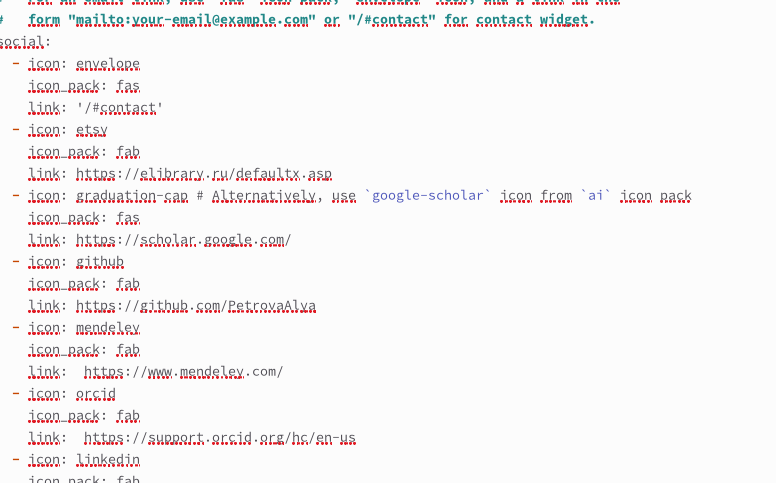 # form "mailto:your-email@example.com" or "/#contact" for contact widget.
social:
- icon: envelope
icon_pack: fas
link: '/#contact'
- icon: etsy
icon_pack: fab
link: https://elibrary.ru/defaultx.asp
- icon: graduation-cap # Alternatively, use `google-scholar` icon from `ai` icon pack
icon_pack: fas
link: https://scholar.google.com/
- icon: github
icon_pack: fab
link: https://github.com/PetrovaAlya
- icon: mendeley
icon_pack: fab
link:  https://www.mendeley.com/
- icon: orcid
icon_pack: fab
link:  https://support.orcid.org/hc/en-us
- icon: linkedin
icon_pack: fab